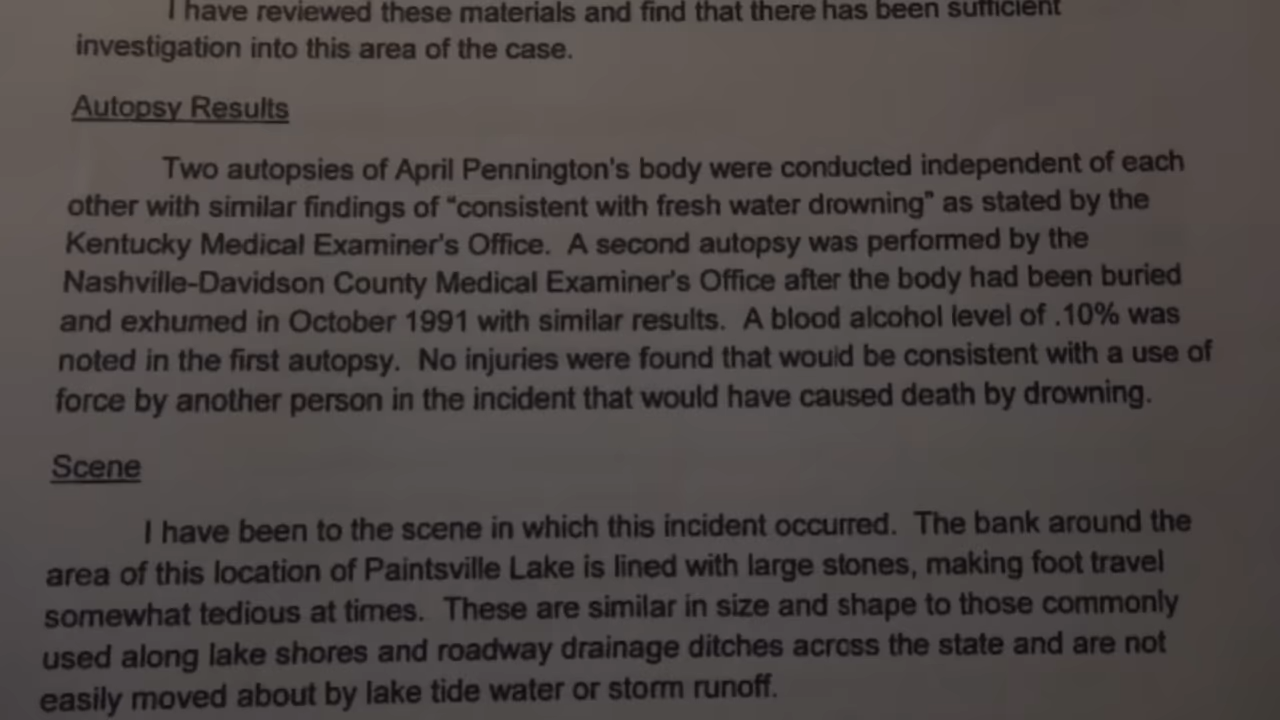 I have reviewed these materials and find that there has been sufficient
investigation into this area of the case.
Autopsy Results
Two autopsies of April Pennington's body were conducted independent of each
other with similar findings of “consistent with fresh water drowning” as stated by the
Kentucky Medical Examiner's Office. A second autopsy was performed by the
Nashville-Davidson County Medical Examiner's Office after the body had been buried
and exhumed in October 1991 with similar results. A blood alcohol level of .10% was
noted in the first autopsy. No injuries were found that would be consistent with a use of
force by another person in the incident that would have caused death by drowning.
Scene
I have been to the scene in which this incident occurred. The bank around the
area of this location of Paintsville Lake is lined with large stones, making foot travel
somewhat tedious at times. These are similar in size and shape to those commonly
used along lake shores and roadway drainage ditches across the state and are not
easily moved about by lake tide water or storm runoff.